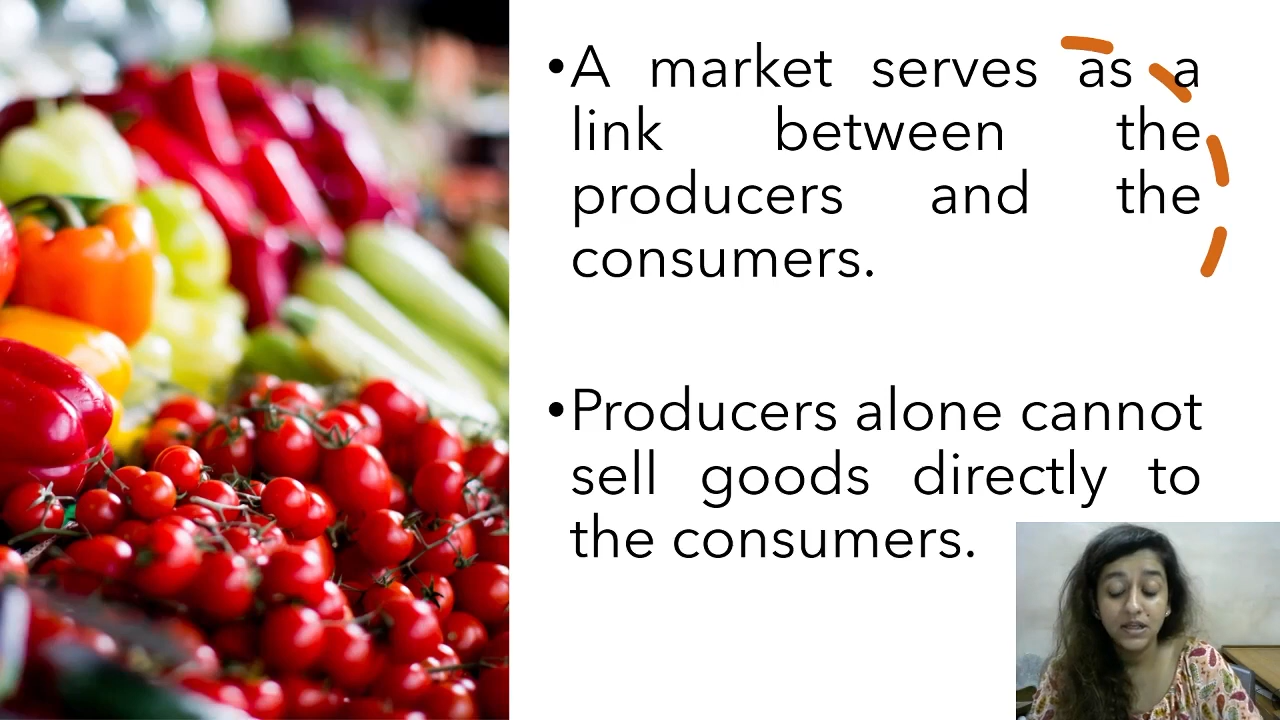 •A market serves as a
link between the
producers and the
consumers.
•Producers alone cannot
sell goods directly to
the consumers.